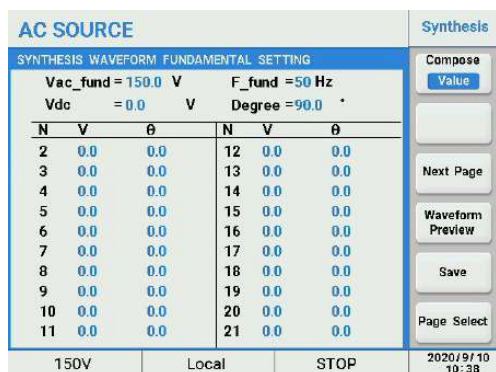 AC SOURCE
Synthesis
SYNTHESIS WAVEFORM FUNDAMENTAL SETTING
Vac_fund = 150.0 V F_fund =50 Hz
Vdc = 0.0 V Degree =90.0 °
N V θ N V θ
2 0.0 0.0 12 0.0 0.0
3 0.0 0.0 13 0.0 0.0
4 0.0 0.0 14 0.0 0.0
5 0.0 0.0 15 0.0 0.0
6 0.0 0.0 16 0.0 0.0
7 0.0 0.0 17 0.0 0.0
8 0.0 0.0 18 0.0 0.0
9 0.0 0.0 19 0.0 0.0
10 0.0 0.0 20 0.0 0.0
11 0.0 0.0 21 0.0 0.0
Compose
Value
Next Page
Waveform
Preview
Save
Page Select
150V Local STOP
2020/9/10
10:38